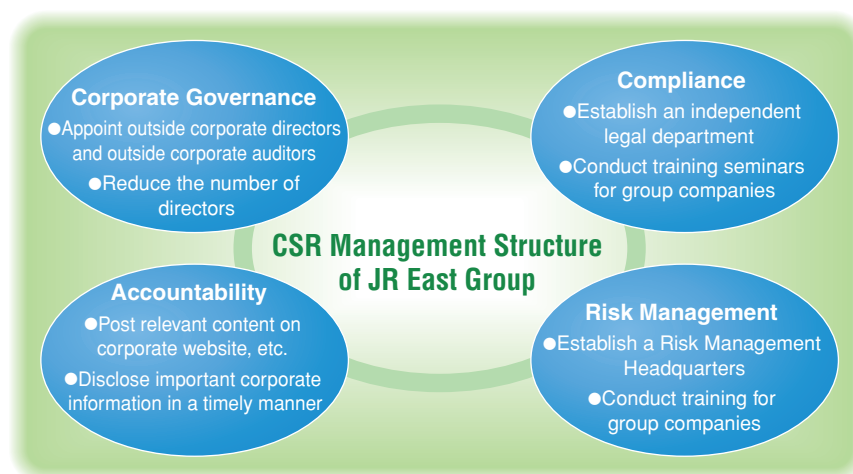 Corporate Governance
●Appoint outside corporate directors
and outside corporate auditors
●Reduce the number of
directors
Compliance
●Establish an independent
legal department
●Conduct training seminars
for group companies
CSR Management Structure
of JR East Group
Accountability
●Post relevant content on
corporate website, etc.
●Disclose important corporate
information in a timely manner
Risk Management
●Establish a Risk Management
Headquarters
●Conduct training for
group companies